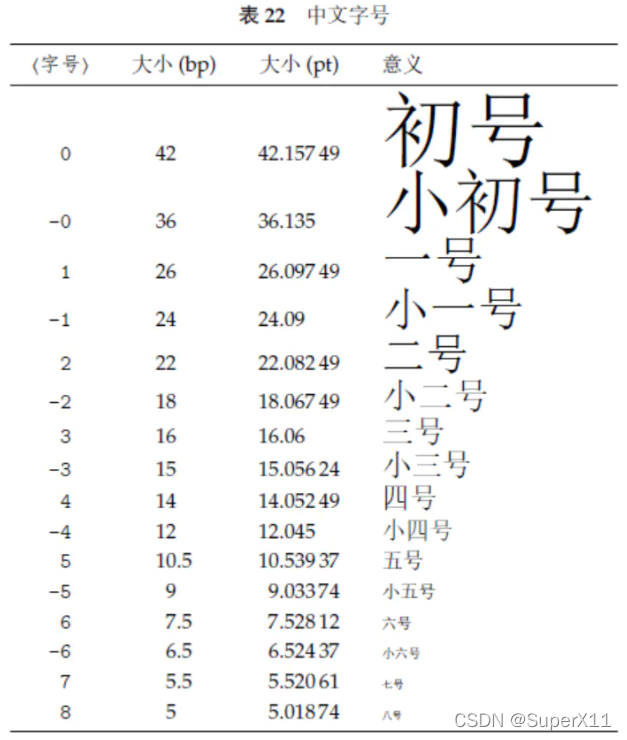 表 22 中文字号
〈字号〉 大小 (bp) 大小 (pt) 意义
0 42 42.157 49 初号
-0 36 36.135 小初号
1 26 26.097 49 一号
-1 24 24.09 小一号
2 22 22.082 49 二号
-2 18 18.067 49 小二号
3 16 16.06 三号
-3 15 15.056 24 小三号
4 14 14.052 49 四号
-4 12 12.045 小四号
5 10.5 10.539 37 五号
-5 9 9.033 74 小五号
6 7.5 7.528 12 六号
-6 6.5 6.524 37 小六号
7 5.5 5.520 61 七号
8 5 5.018 74 八号
CSDN @SuperX11